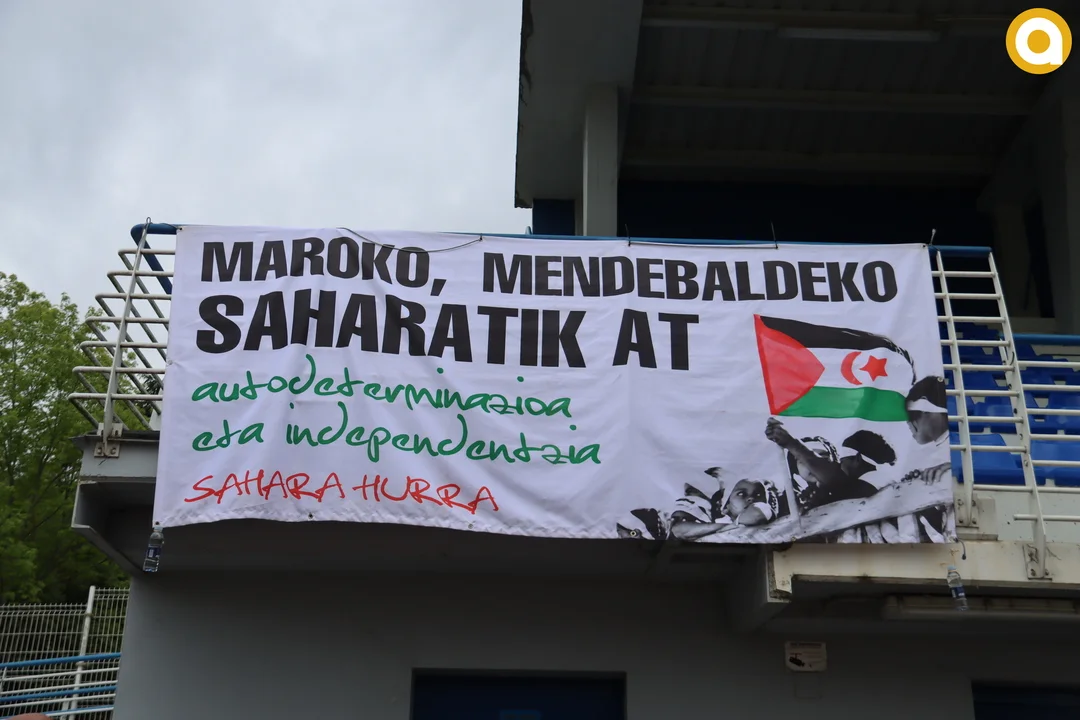 MAROKO, MENDEBALDEKO
SAHARATIK AT
autodeterminazioa
eta independentzia
SAHARA HURRA